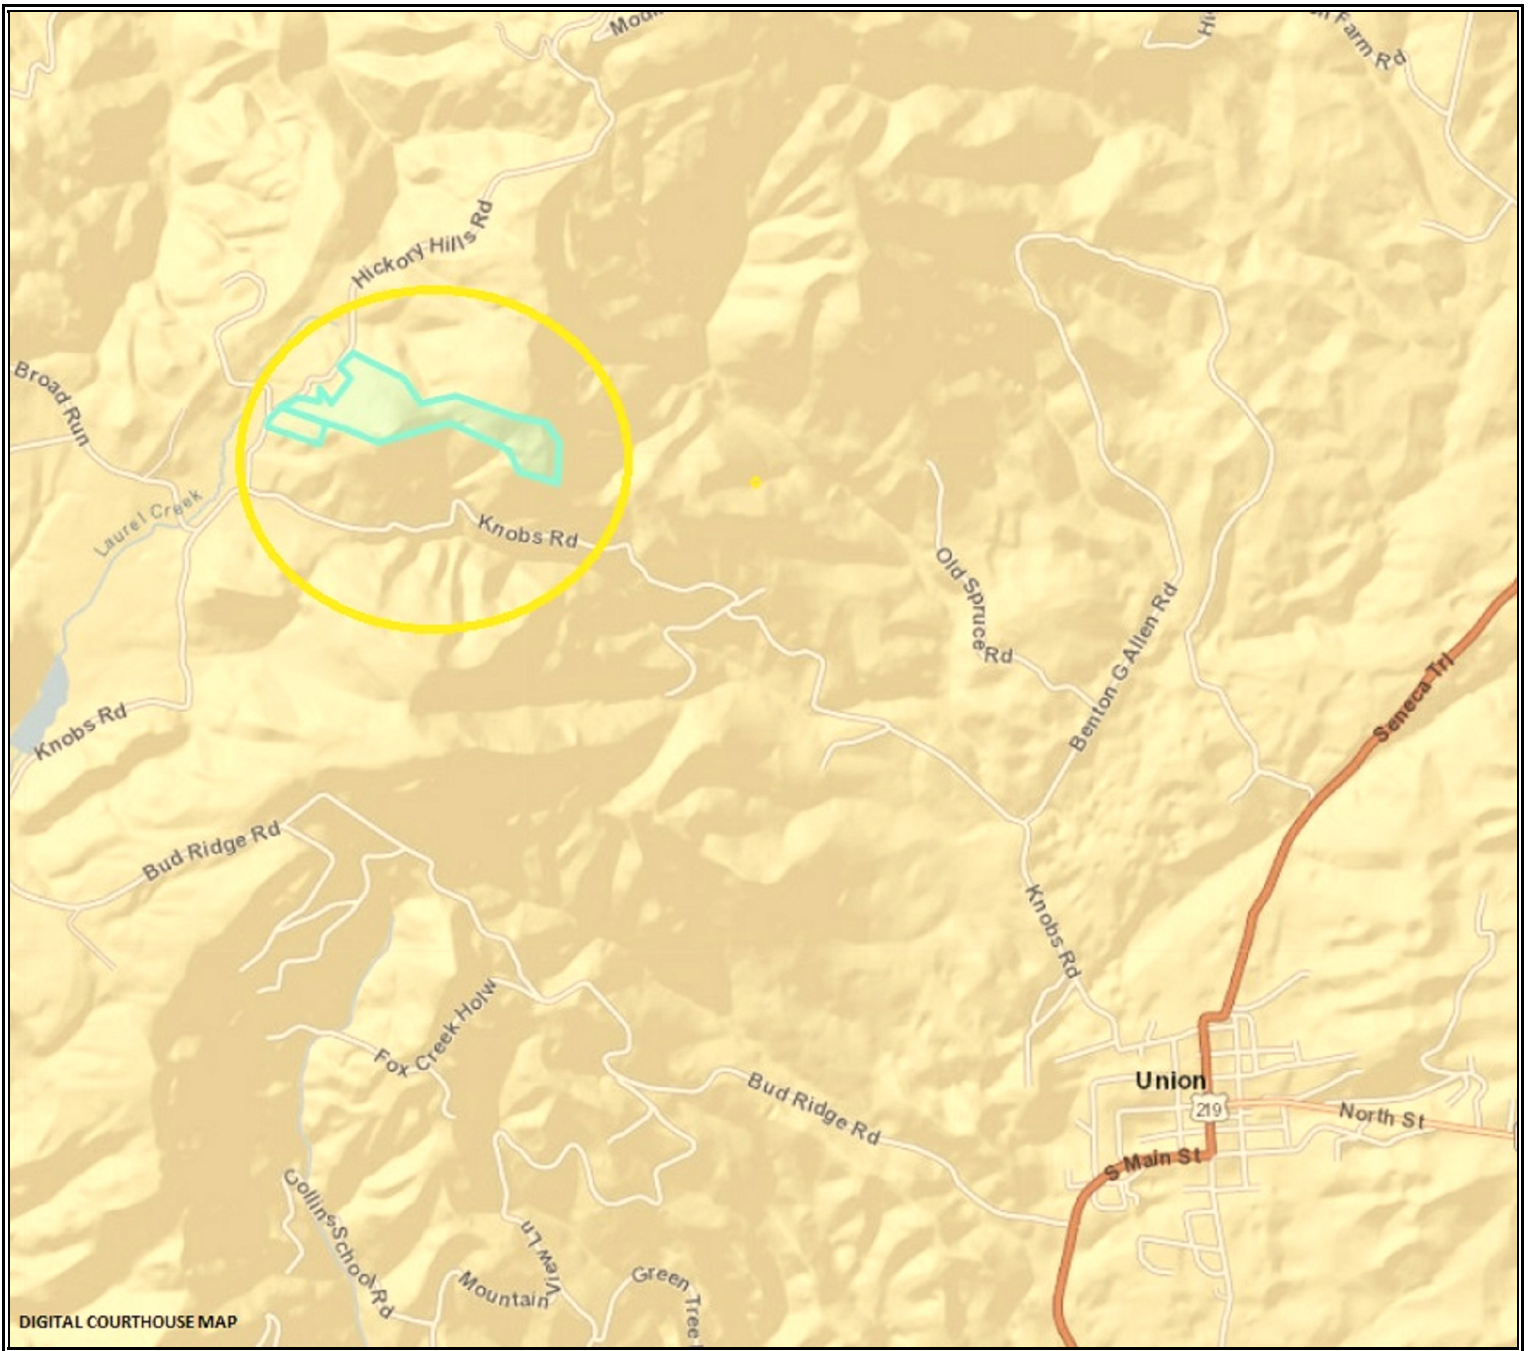 Farm Rd
Hickory Hills Rd
Broad Run
Laurel Creek
Knobs Rd
Old Spruce Rd
Benton G Allen Rd
Seneca Trl
Knobs Rd
Bud Ridge Rd
Knobs Rd
Fox Creek Holw
Union
219
Bud Ridge Rd
North St
S Main St
Collins School Rd
View Ln
Mountain
Green Tree
DIGITAL COURTHOUSE MAP